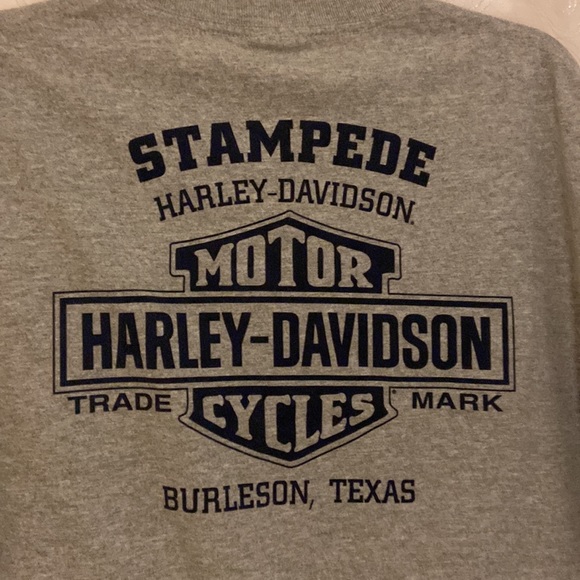 STAMPEDE
HARLEY-DAVIDSON.
MOTOR
HARLEY-DAVIDSON
TRADE CYCLES® MARK
BURLESON, TEXAS